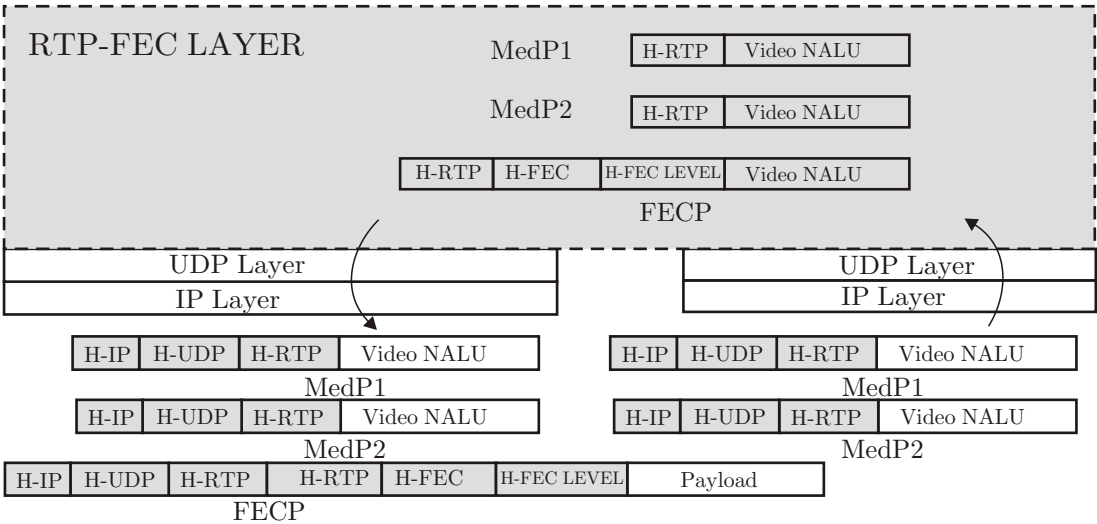 RTP-FEC LAYER
MedP1 H-RTP Video NALU
MedP2 H-RTP Video NALU
H-RTP H-FEC H-FEC LEVEL Video NALU
FECP
UDP Layer UDP Layer
IP Layer IP Layer
H-IP H-UDP H-RTP Video NALU H-IP H-UDP H-RTP Video NALU
MedP1 MedP1
H-IP H-UDP H-RTP Video NALU H-IP H-UDP H-RTP Video NALU
MedP2 MedP2
H-IP H-UDP H-RTP H-RTP H-FEC H-FEC LEVEL Payload
FECP